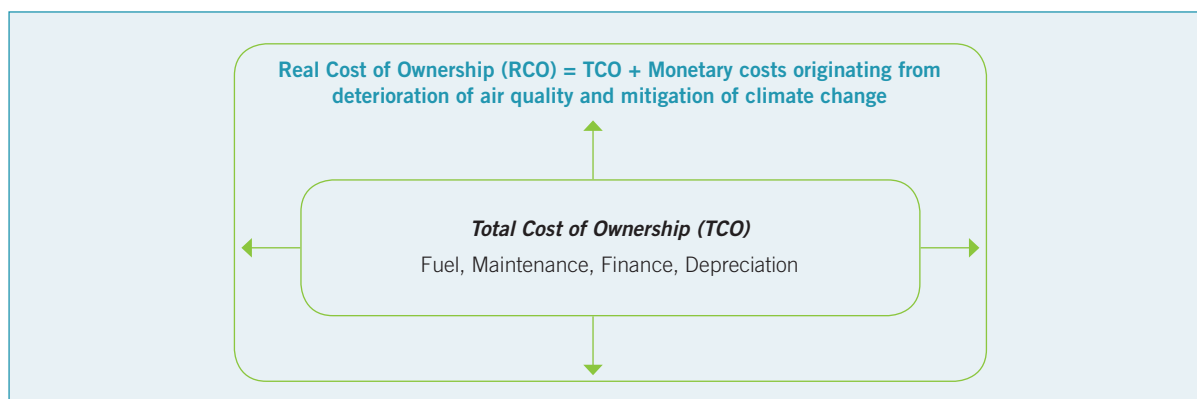 Real Cost of Ownership (RCO) = TCO + Monetary costs originating from
deterioration of air quality and mitigation of climate change
Total Cost of Ownership (TCO)
Fuel, Maintenance, Finance, Depreciation